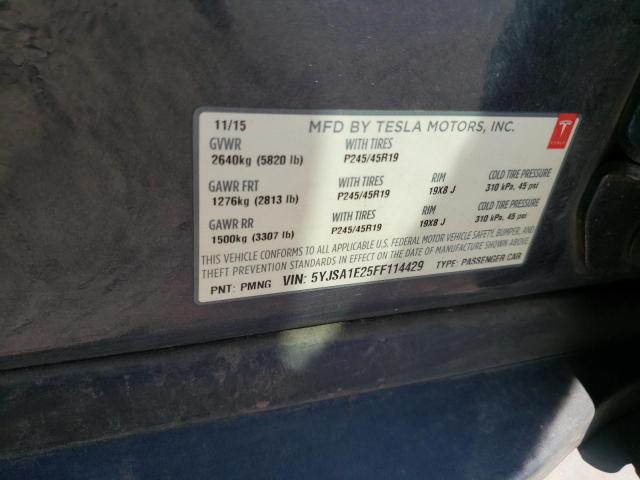 11/15 MFD BY TESLA MOTORS, INC.
GVWR WITH TIRES
2640kg (5820 lb) P245/45R19
GAWR FRT WITH TIRES RIM COLD TIRE PRESSURE
1276kg (2813 lb) P245/45R19 19X8 J 310 kPa, 45 psi
GAWR RR WITH TIRES RIM COLD TIRE PRESSURE
1500kg (3307 lb) P245/45R19 19X8 J 310 kPa, 45 psi
THIS VEHICLE CONFORMS TO ALL APPLICABLE U.S. FEDERAL MOTOR VEHICLE SAFETY, BUMPER, AND
THEFT PREVENTION STANDARDS IN EFFECT ON THE DATE OF MANUFACTURE SHOWN ABOVE.
PNT: PMNG VIN: 5YJSA1E25FF114429 TYPE: PASSENGER CAR
TESLA